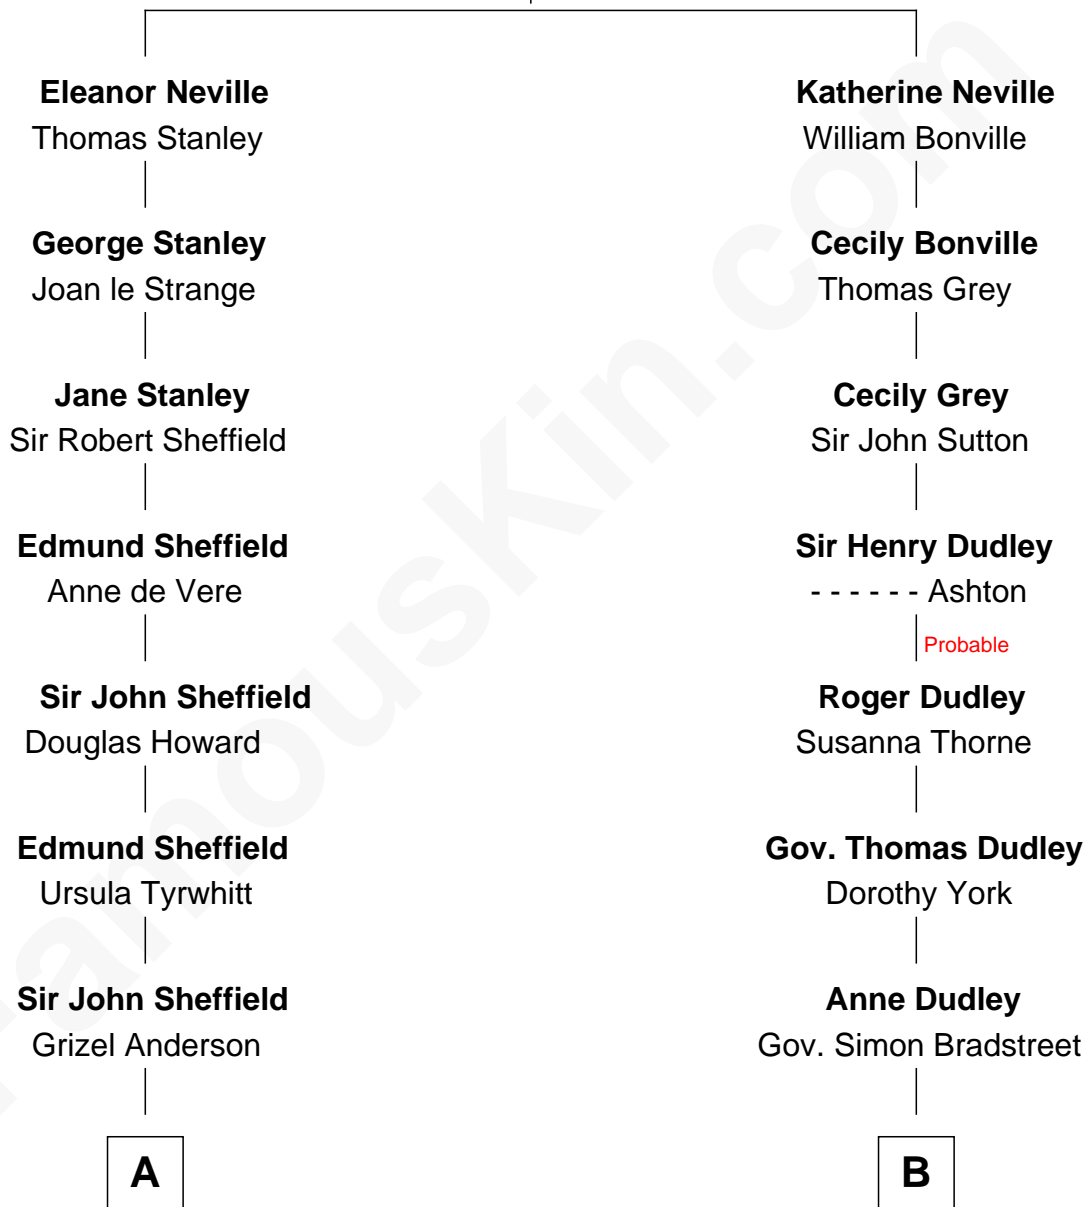 Eleanor Neville
Thomas Stanley
George Stanley
Joan le Strange
Jane Stanley
Sir Robert Sheffield
Edmund Sheffield
Anne de Vere
Sir John Sheffield
Douglas Howard
Edmund Sheffield
Ursula Tyrwhitt
Sir John Sheffield
Grizel Anderson
A
Katherine Neville
William Bonville
Cecily Bonville
Thomas Grey
Cecily Grey
Sir John Sutton
Sir Henry Dudley
- - - - - - Ashton
Probable
Roger Dudley
Susanna Thorne
Gov. Thomas Dudley
Dorothy York
Anne Dudley
Gov. Simon Bradstreet
B
FamousKin.com